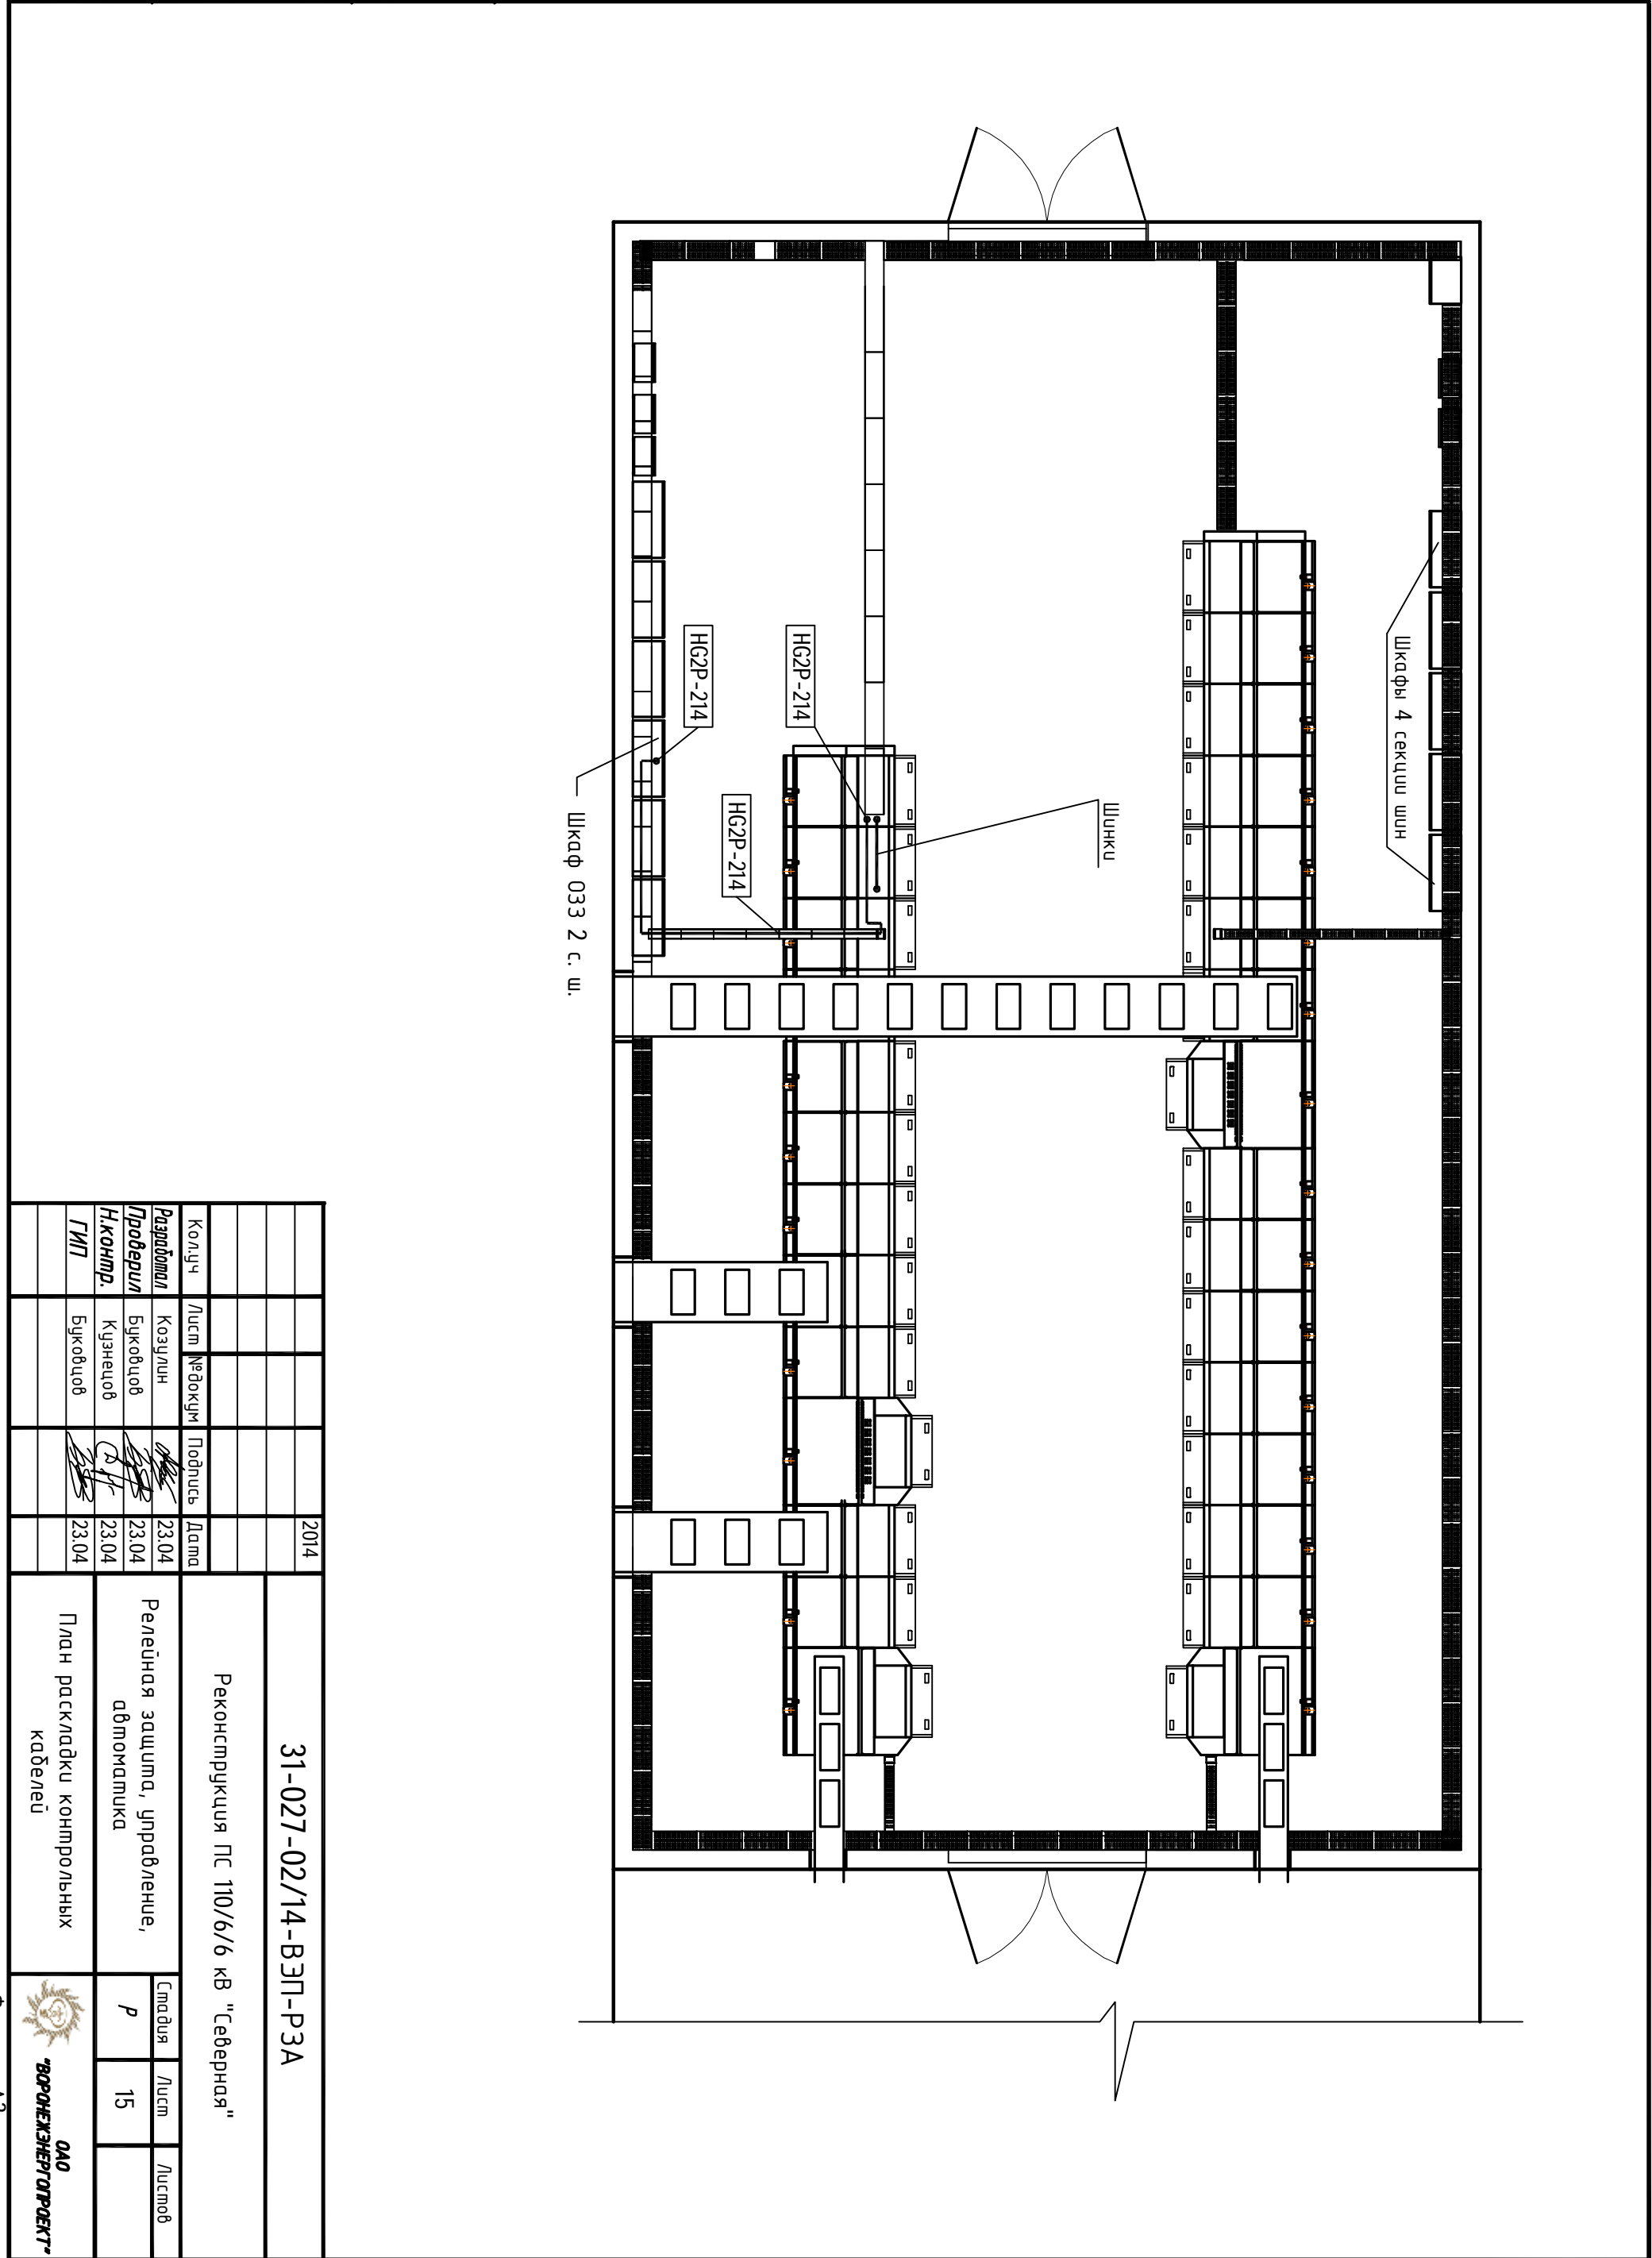 Шкафы 4 секции шин
Шинки
HG2P-214
HG2P-214
HG2P-214
Шкаф ОЗЗ 2 с. ш.
2014
31-027-02/14-ВЭП-РЗА
Реконструкция ПС 110/6/6 кВ "Северная"
Кол.уч Лист №докум Подпись Дата
Разработал Козулин 23.04
Проверил Буковцов 23.04
Н.контр. Кузнецов 23.04
ГИП Буковцов 23.04
Релейная защита, управление,
автоматика
Стадия Лист Листов
Р 15
План раскладки контрольных
кабелей
ОАО
"ВОРОНЕЖЭНЕРГОПРОЕКТ"